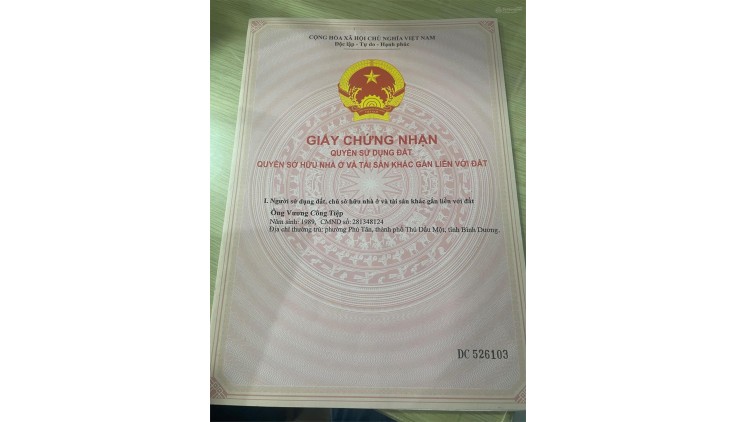 CỘNG HÒA XÃ HỘI CHỦ NGHĨA VIỆT NAM
Độc lập - Tự do - Hạnh phúc
GIẤY CHỨNG NHẬN
QUYỀN SỬ DỤNG ĐẤT
QUYỀN SỞ HỮU NHÀ Ở VÀ TÀI SẢN KHÁC GẮN LIỀN VỚI ĐẤT
I. Người sử dụng đất, chủ sở hữu nhà ở và tài sản khác gắn liền với đất
Ông Vương Công Tiệp
Năm sinh: 1989, CMND số: 281348124
Địa chỉ thường trú: phường Phú Tân, thành phố Thủ Dầu Một, tỉnh Bình Dương.
DC 526103